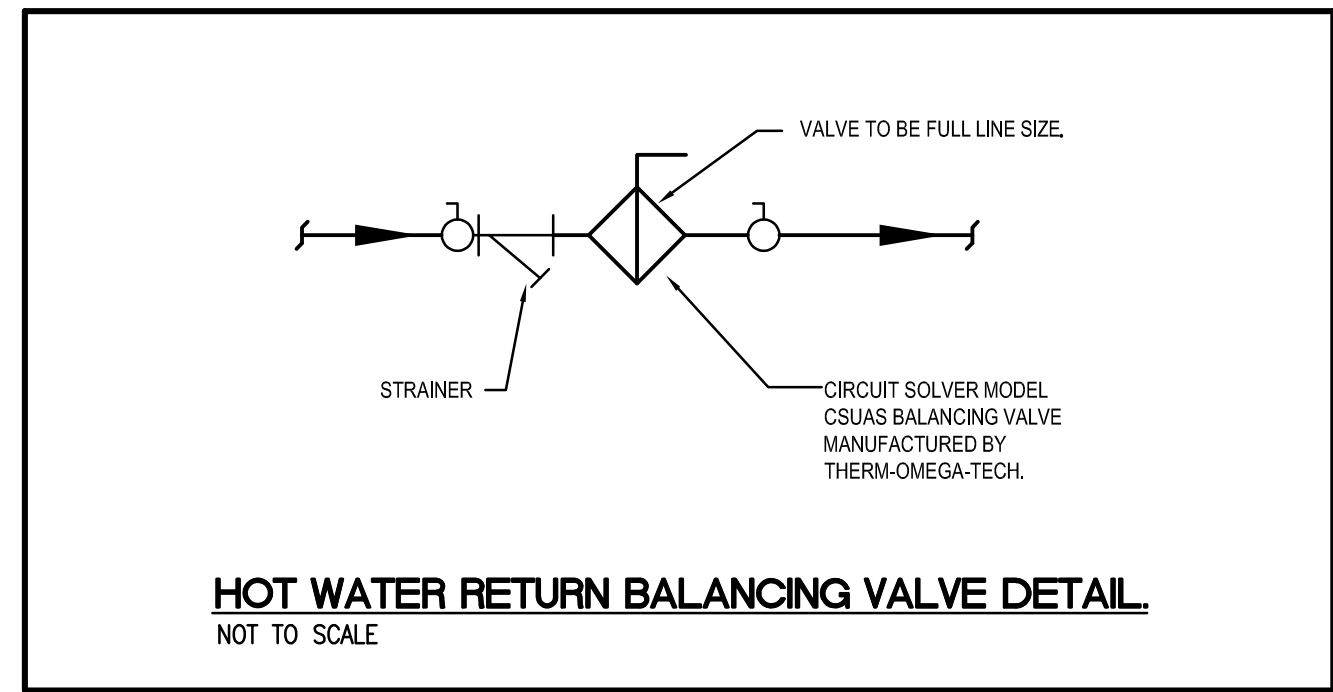 VALVE TO BE FULL LINE SIZE.
STRAINER
CIRCUIT SOLVER MODEL
CSUAS BALANCING VALVE
MANUFACTURED BY
THERM-OMEGA-TECH.
HOT WATER RETURN BALANCING VALVE DETAIL.
NOT TO SCALE